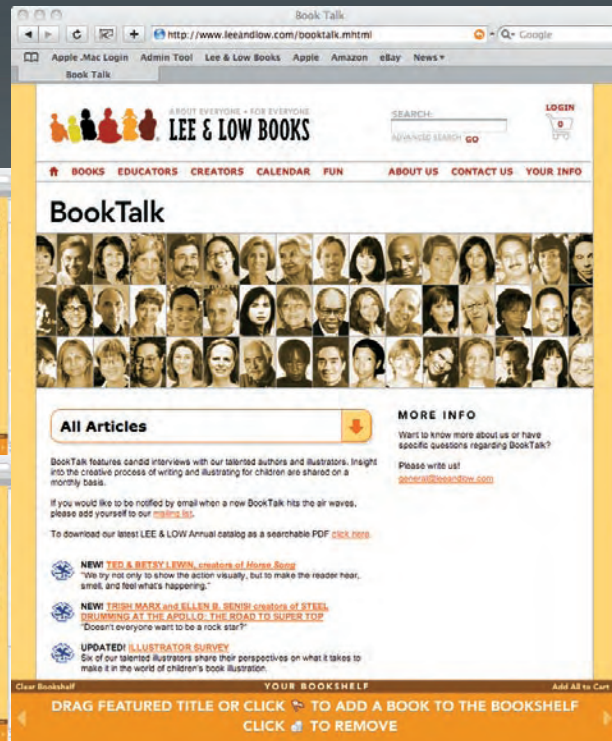 Book Talk
http://www.leeandlow.com/booktalk.mhtml
Google
Apple .Mac Login Admin Tool Lee & Low Books Apple Amazon eBay News
Book Talk
ABOUT EVERYONE • FOR EVERYONE
LEE & LOW BOOKS
SEARCH:
ADVANCED SEARCH GO
LOGIN
0
BOOKS EDUCATORS CREATORS CALENDAR FUN ABOUT US CONTACT US YOUR INFO
BookTalk
All Articles
BookTalk features candid interviews with our talented authors and illustrators. Insight
into the creative process of writing and illustrating for children are shared on a
monthly basis.
If you would like to be notified by email when a new BookTalk hits the air waves,
please add yourself to our mailing list.
To download our latest LEE & LOW Annual catalog as a searchable PDF click here.
NEW! TED & BETSY LEWIN, creators of Horse Song
"We try not only to show the action visually, but to make the reader hear,
smell, and feel what's happening."
NEW! TRISH MARX and ELLEN B. SENISI creators of STEEL
DRUMMING AT THE APOLLO: THE ROAD TO SUPER TOP
"Doesn't everyone want to be a rock star?"
UPDATED! ILLUSTRATOR SURVEY
Six of our talented illustrators share their perspectives on what it takes to
make it in the world of children's book illustration.
MORE INFO
Want to know more about us or have
specific questions regarding BookTalk?
Please write us!
general@leeandlow.com
Clear Bookshelf YOUR BOOKSHELF Add All to Cart
DRAG FEATURED TITLE OR CLICK TO ADD A BOOK TO THE BOOKSHELF
CLICK TO REMOVE